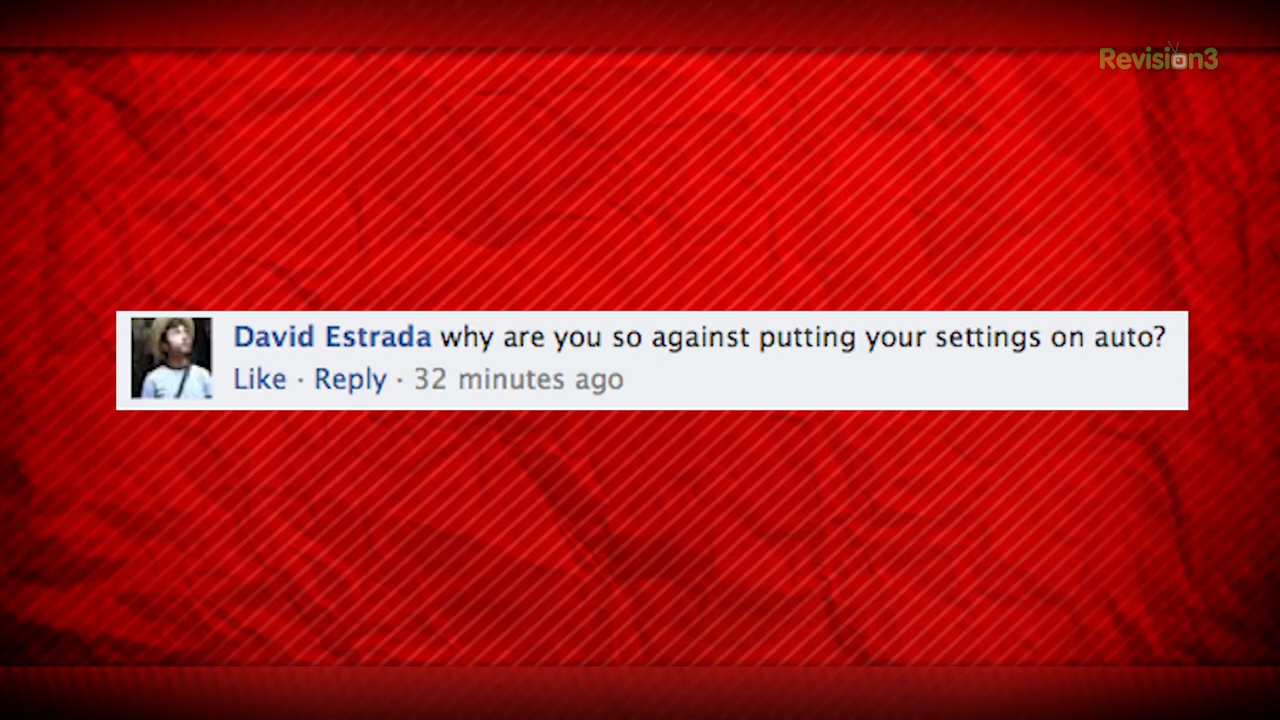 Revision3
David Estrada why are you so against putting your settings on auto?
Like · Reply · 32 minutes ago